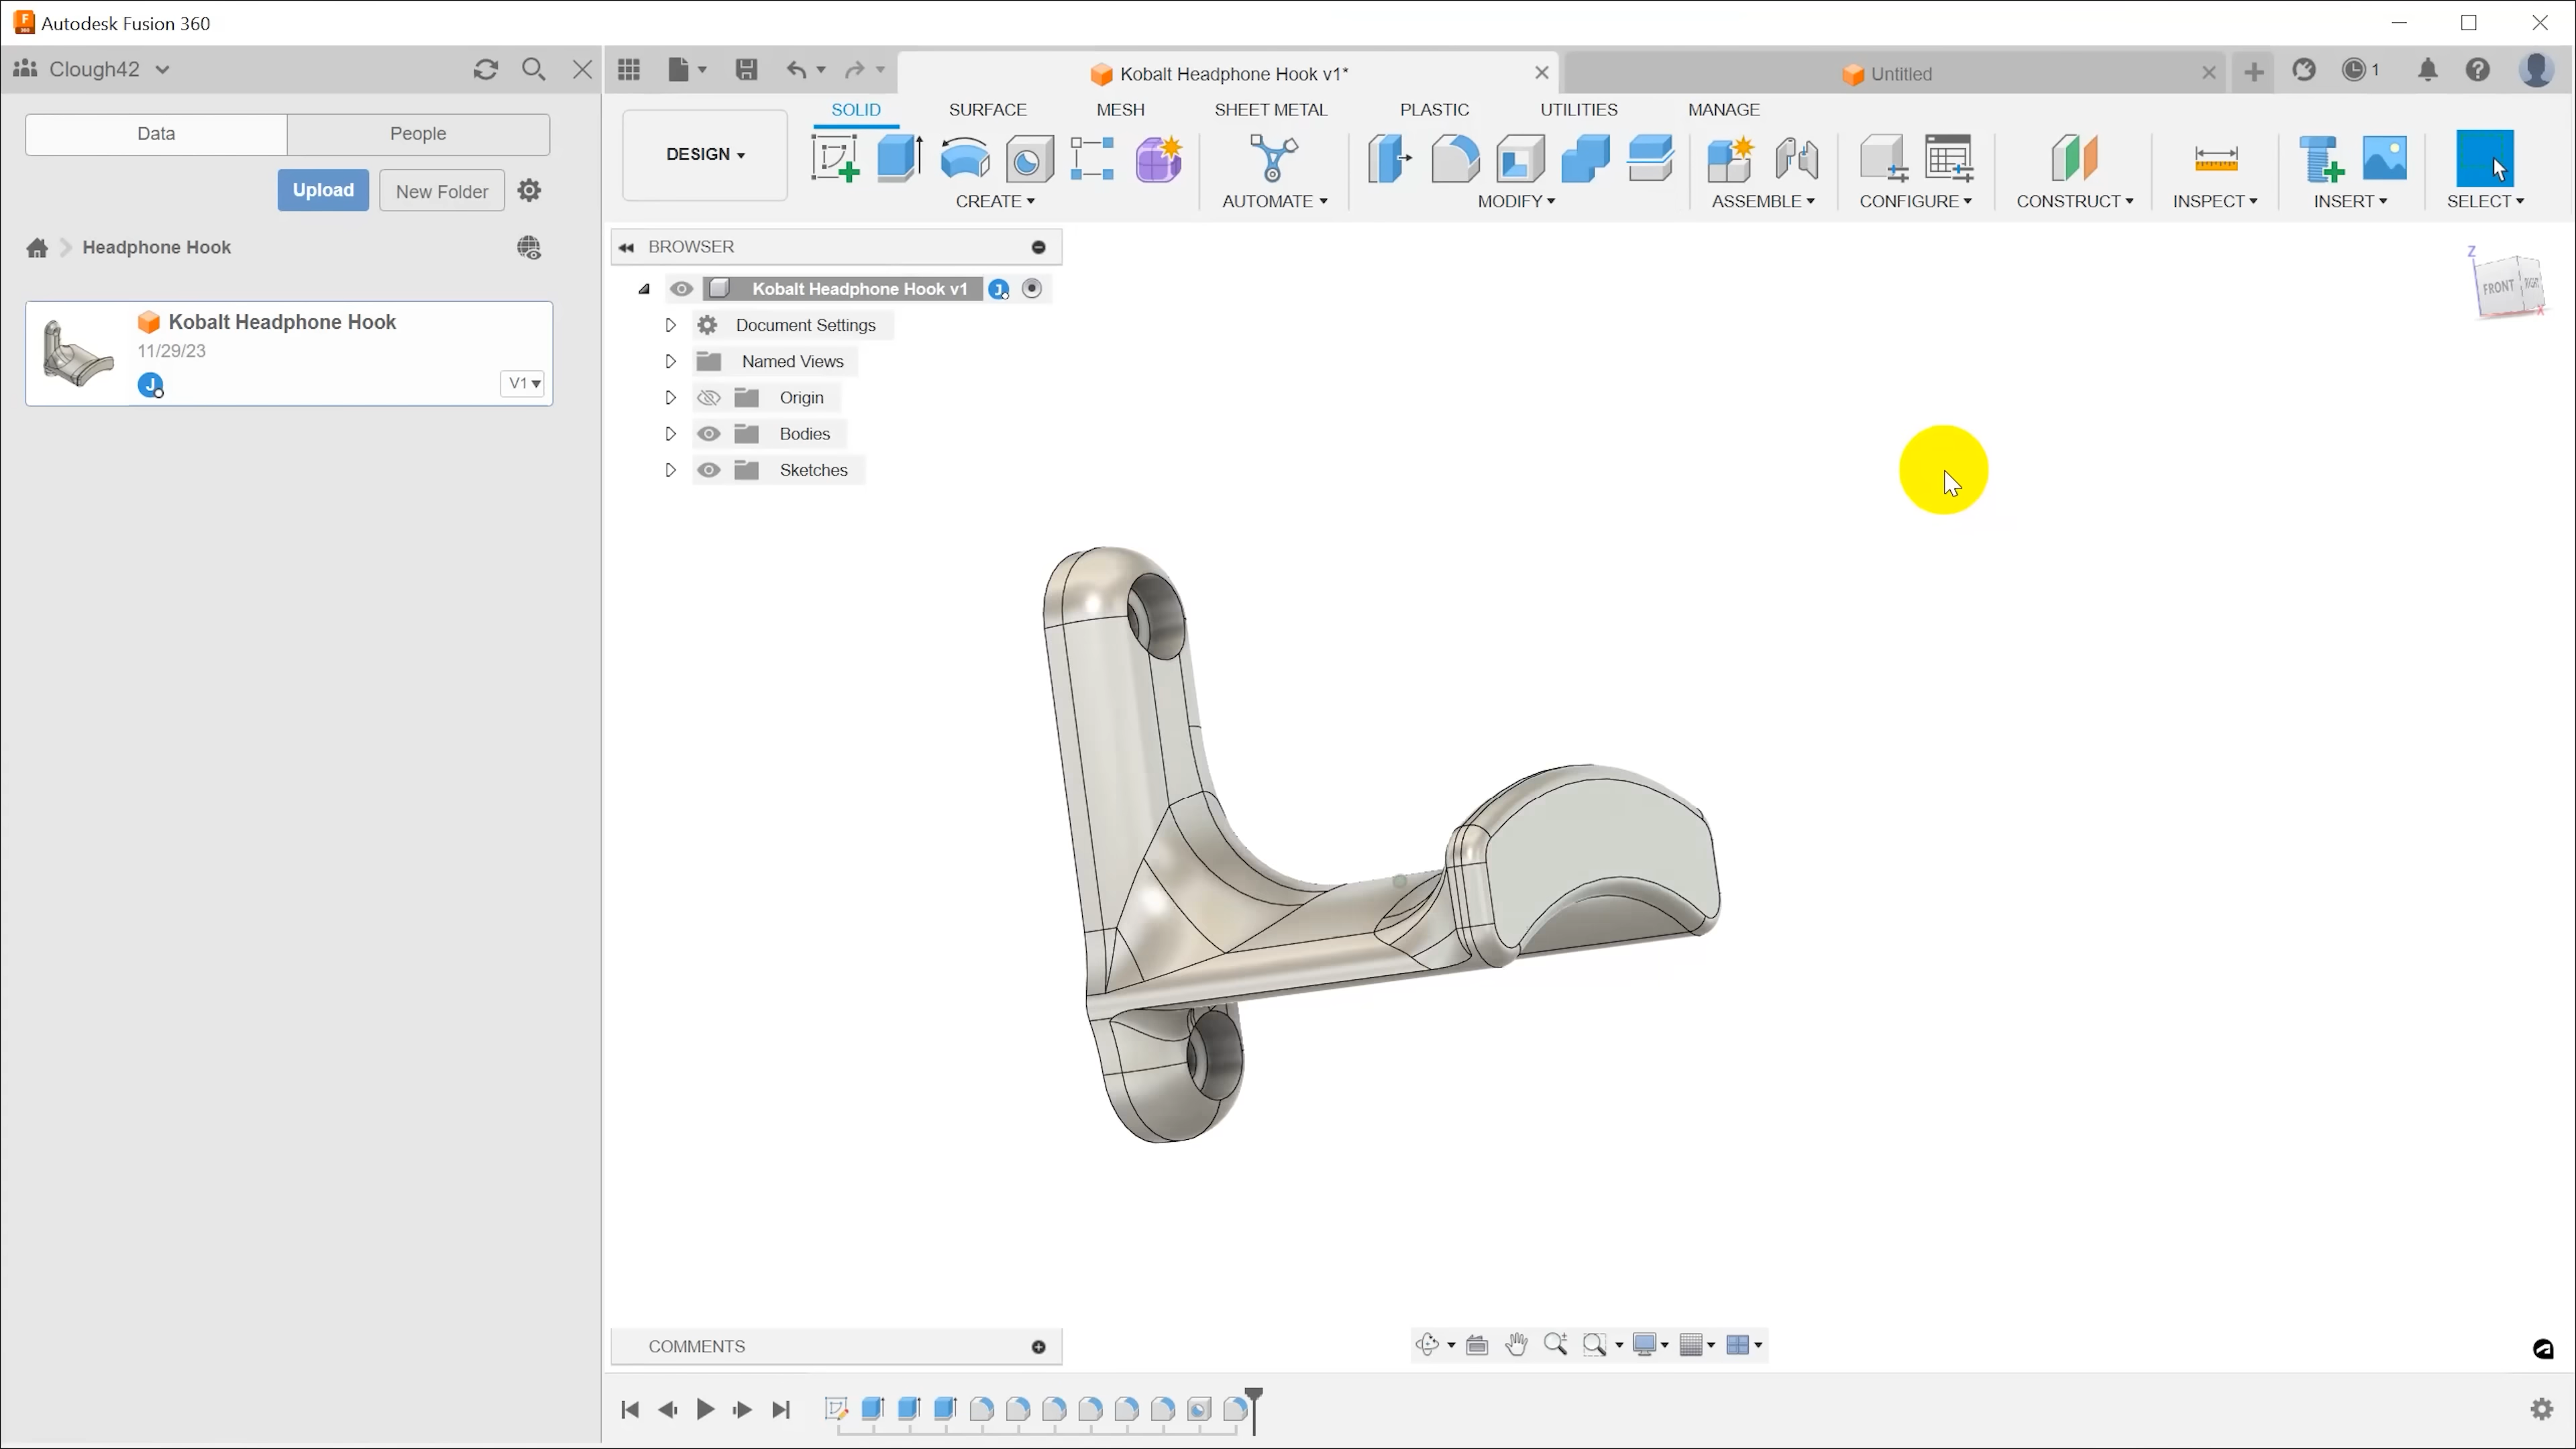 Autodesk Fusion 360
Clough42
Kobalt Headphone Hook v1*
Untitled
1
Data
People
Upload
New Folder
Headphone Hook
Kobalt Headphone Hook
11/29/23
J
V1
DESIGN
SOLID
SURFACE
MESH
SHEET METAL
PLASTIC
UTILITIES
MANAGE
CREATE
AUTOMATE
MODIFY
ASSEMBLE
CONFIGURE
CONSTRUCT
INSPECT
INSERT
SELECT
BROWSER
Kobalt Headphone Hook v1
J
Document Settings
Named Views
Origin
Bodies
Sketches
Z
FRONT
RIGHT
X
COMMENTS